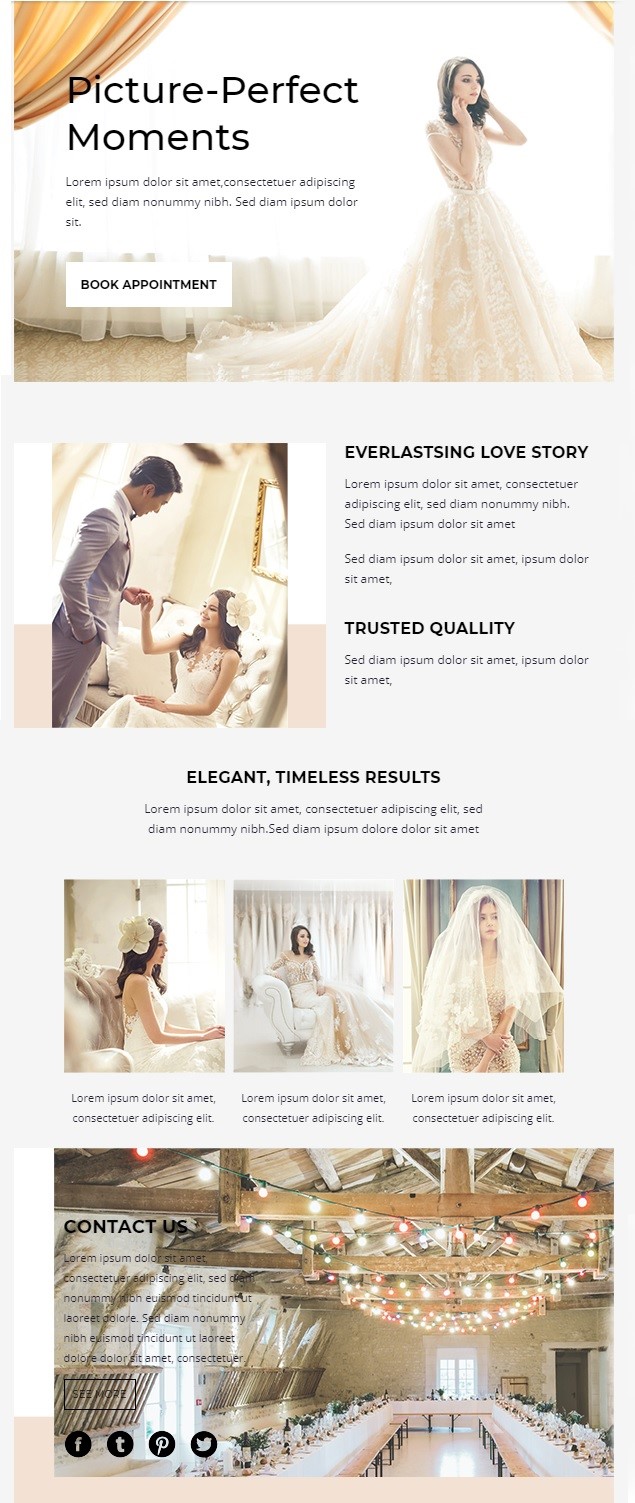 Picture-Perfect
Moments
Lorem ipsum dolor sit amet,consectetuer adipiscing
elit, sed diam nonummy nibh. Sed diam ipsum dolor
sit.
BOOK APPOINTMENT
EVERLASTSING LOVE STORY
Lorem ipsum dolor sit amet, consectetuer
adipiscing elit, sed diam nonummy nibh.
Sed diam ipsum dolor sit amet
Sed diam ipsum dolor sit amet, ipsum dolor
sit amet,
TRUSTED QUALLITY
Sed diam ipsum dolor sit amet, ipsum dolor
sit amet,
ELEGANT, TIMELESS RESULTS
Lorem ipsum dolor sit amet, consectetuer adipiscing elit, sed
diam nonummy nibh.Sed diam ipsum dolore dolor sit amet
Lorem ipsum dolor sit amet,
consectetuer adipiscing elit.
Lorem ipsum dolor sit amet,
consectetuer adipiscing elit.
Lorem ipsum dolor sit amet,
consectetuer adipiscing elit.
CONTACT US
Lorem ipsum dolor sit amet,
consectetuer adipiscing elit, sed diam
nonummy nibh euismod tincidunt ut
laoreet dolore. Sed diam nonummy
nibh euismod tincidunt ut laoreet
dolore dolor sit amet, consectetuer.
SEE MORE